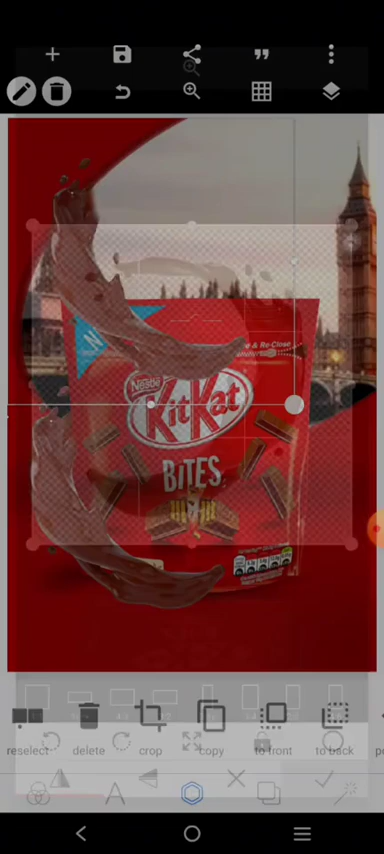 N
& Re-Close
Nestlé
KitKat
BITES
reselect
delete
crop
copy
to front
to back